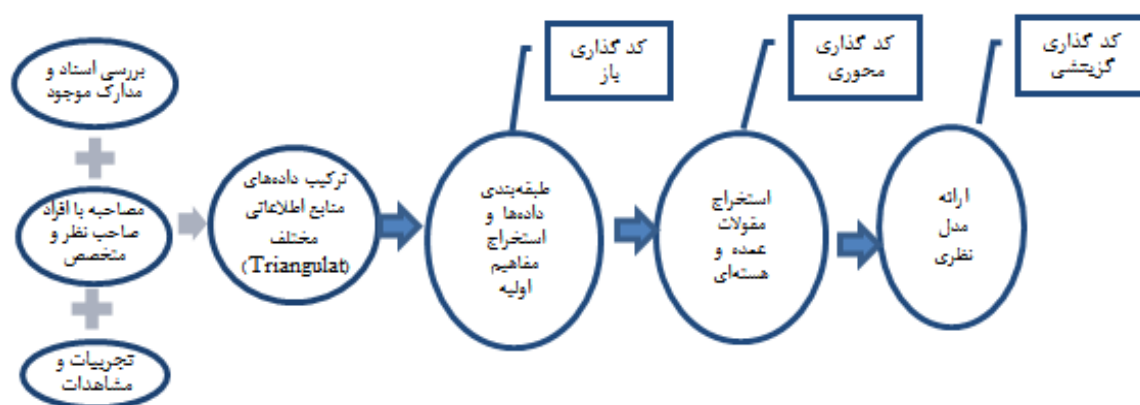 بررسی اسناد و
مدارک موجود
مصاحبه با افراد
صاحب نظر و
متخصص
تجربیات و
مشاهدات
ترکیب داده‌های
منابع اطلاعاتی
مختلف
(Triangulat)
کد گذاری
باز
طبقه‌بندی
داده‌ها و
استخراج
مفاهیم
اولیه
کد گذاری
محوری
استخراج
مقولات
عمده و
هسته‌ای
کد گذاری
گزینشی
ارائه
مدل
نظری